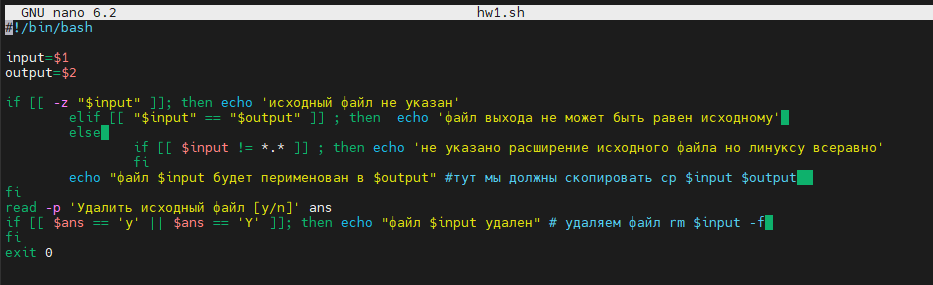 GNU nano 6.2 hw1.sh
#!/bin/bash
input=$1
output=$2
if [[ -z "$input" ]]; then echo 'исходный файл не указан'
elif [[ "$input" == "$output" ]] ; then  echo 'файл выхода не может быть равен исходному'
else
if [[ $input != *.* ]] ; then echo 'не указано расширение исходного файла но линуксу всеравно'
fi
echo "файл $input будет перименован в $output" #тут мы должны скопировать cp $input $output
fi
read -p 'Удалить исходный файл [y/n]' ans
if [[ $ans == 'y' || $ans == 'Y' ]]; then echo "файл $input удален" # удаляем файл rm $input -f
fi
exit 0